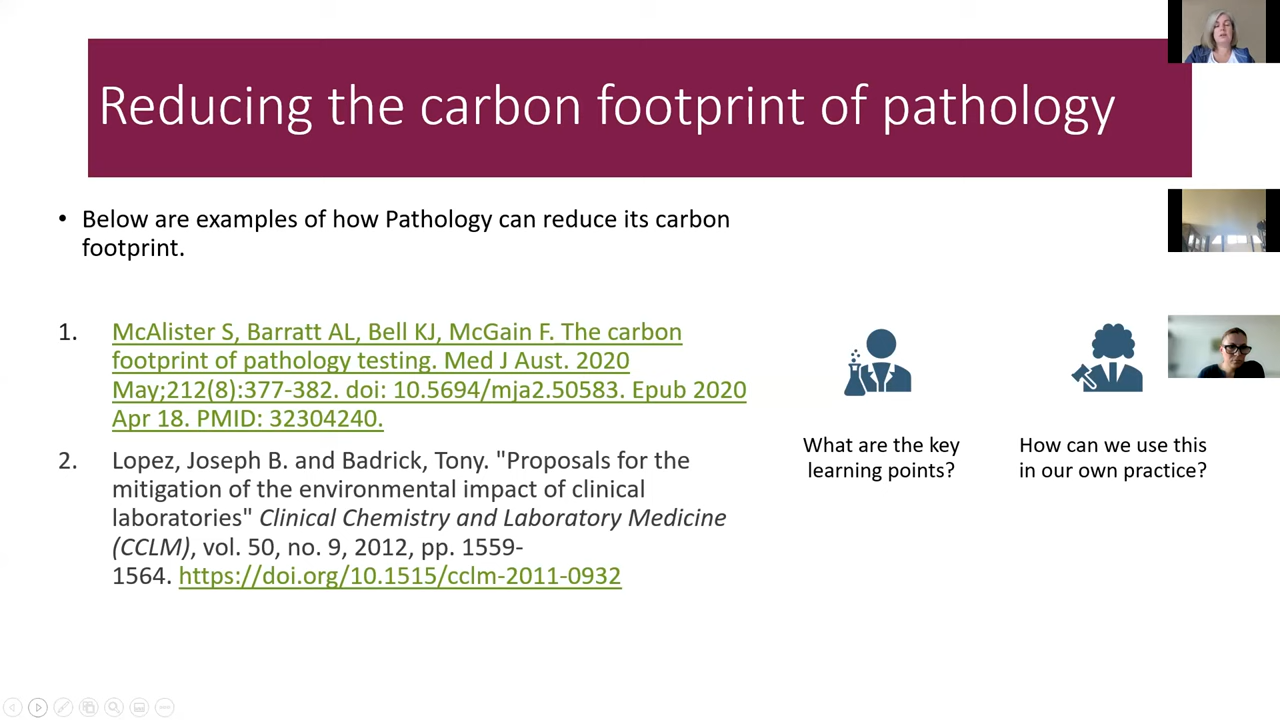 Reducing the carbon footprint of pathology
• Below are examples of how Pathology can reduce its carbon
footprint.
1. McAlister S, Barratt AL, Bell KJ, McGain F. The carbon
footprint of pathology testing. Med J Aust. 2020
May;212(8):377-382. doi: 10.5694/mja2.50583. Epub 2020
Apr 18. PMID: 32304240.
2. Lopez, Joseph B. and Badrick, Tony. "Proposals for the
mitigation of the environmental impact of clinical
laboratories" Clinical Chemistry and Laboratory Medicine
(CCLM), vol. 50, no. 9, 2012, pp. 1559-
1564. https://doi.org/10.1515/cclm-2011-0932
What are the key
learning points?
How can we use this
in our own practice?